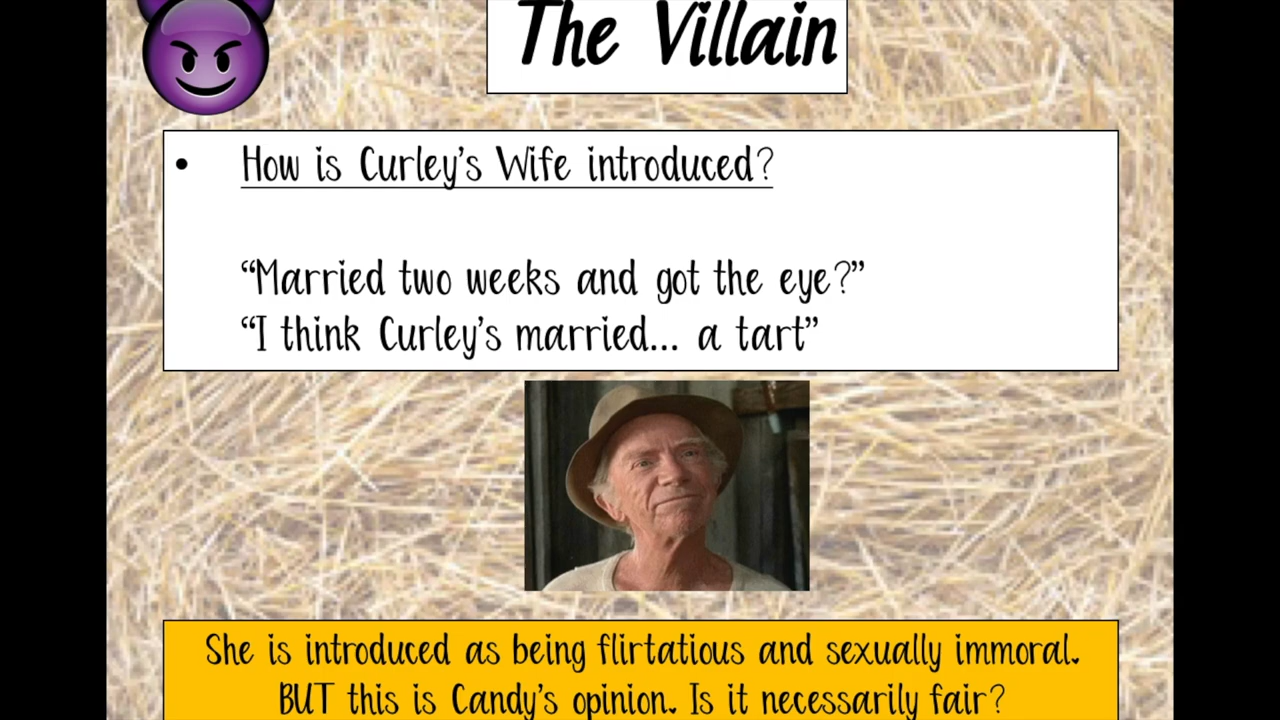 The Villain
• How is Curley's Wife introduced?
“Married two weeks and got the eye?”
“I think Curley's married... a tart”
She is introduced as being flirtatious and sexually immoral.
BUT this is Candy's opinion. Is it necessarily fair?